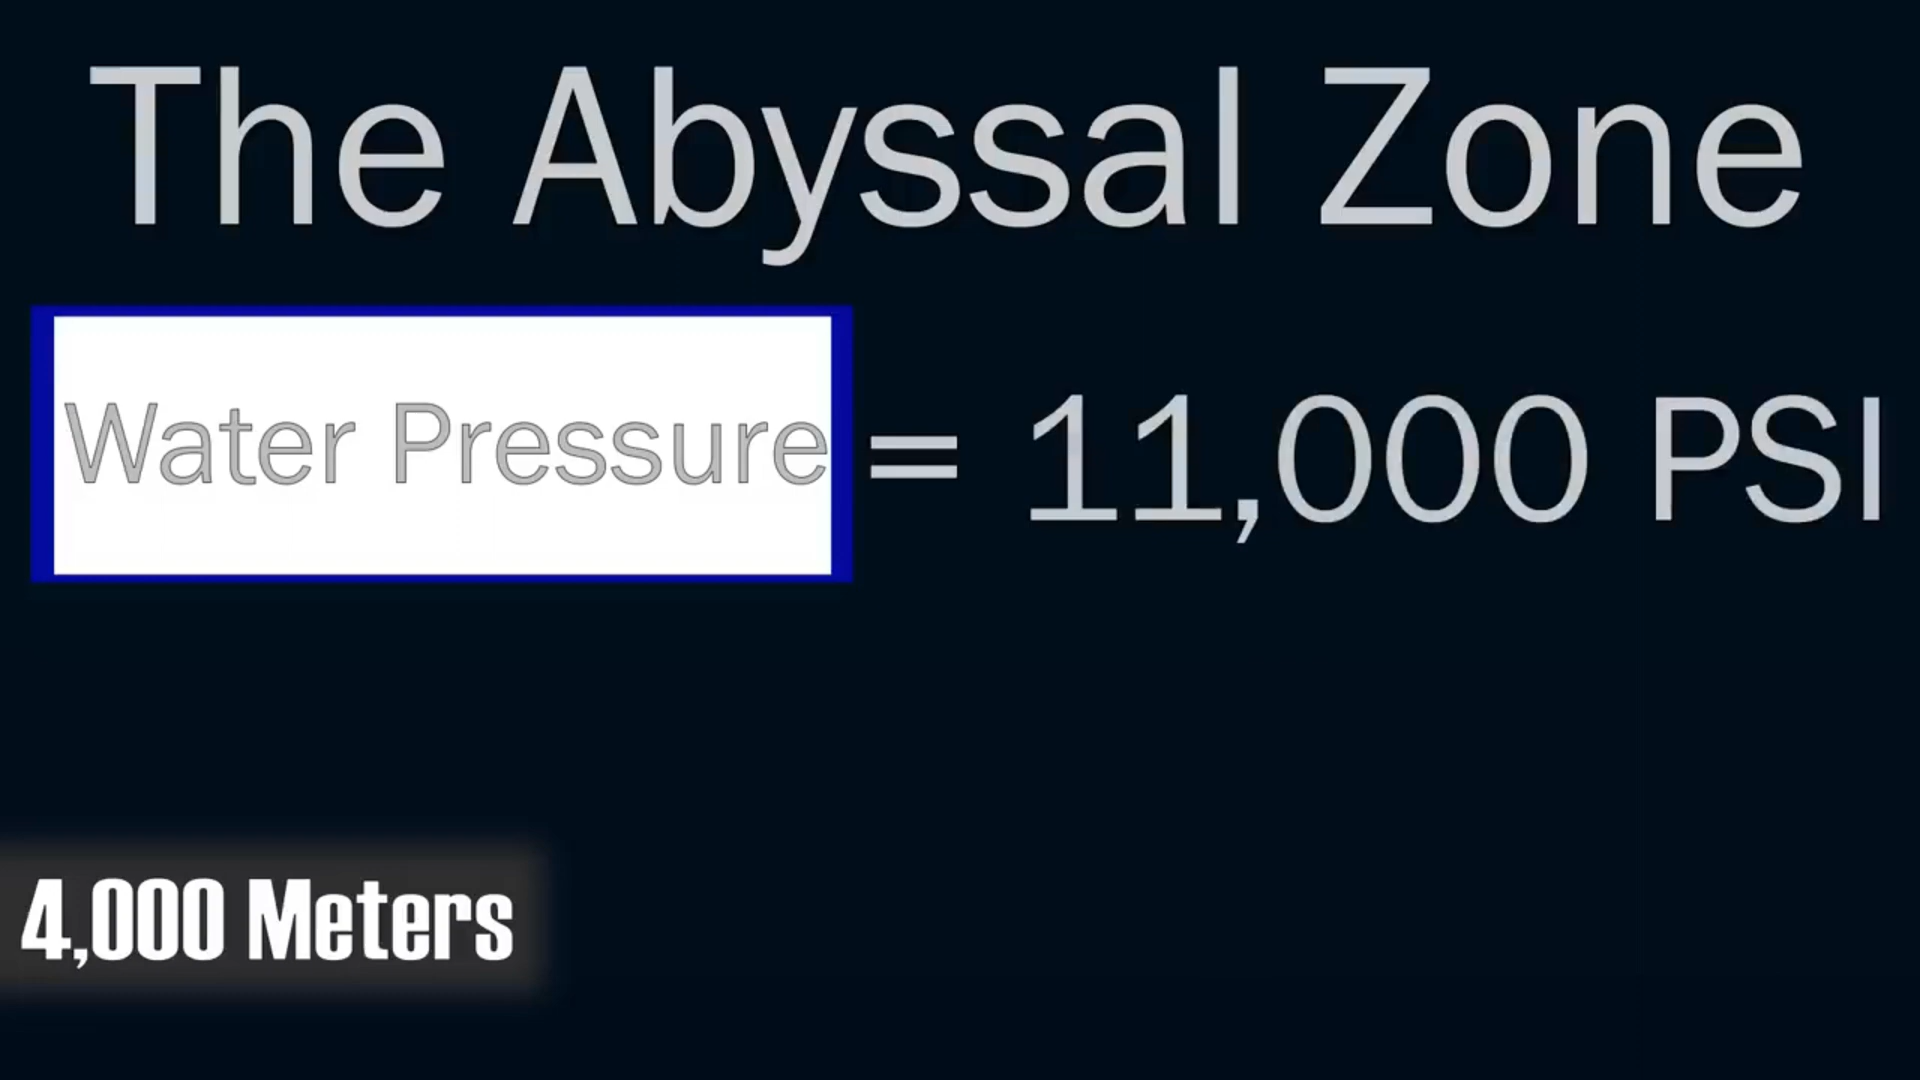 The Abyssal Zone
Water Pressure = 11,000 PSI
4,000 Meters